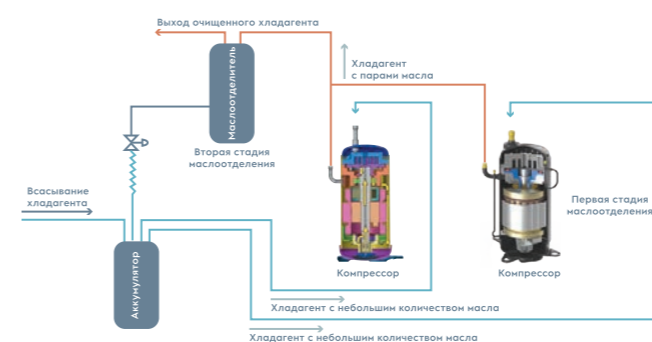 Выход очищенного хладагента
Маслоотделитель
Хладагент
с парами масла
Вторая стадия
маслоотделения
Всасывание
хладагента
Первая стадия
маслоотделения
Аккумулятор
Компрессор
Компрессор
Хладагент с небольшим количеством масла
Хладагент с небольшим количеством масла